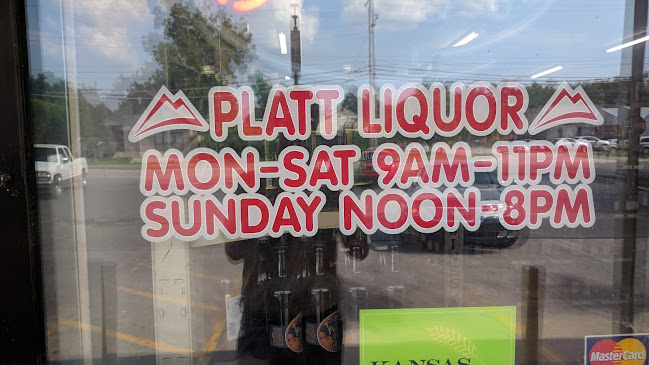 PLATT LIQUOR
MON-SAT 9AM-11PM
SUNDAY NOON-8PM
KANSAS
MasterCard